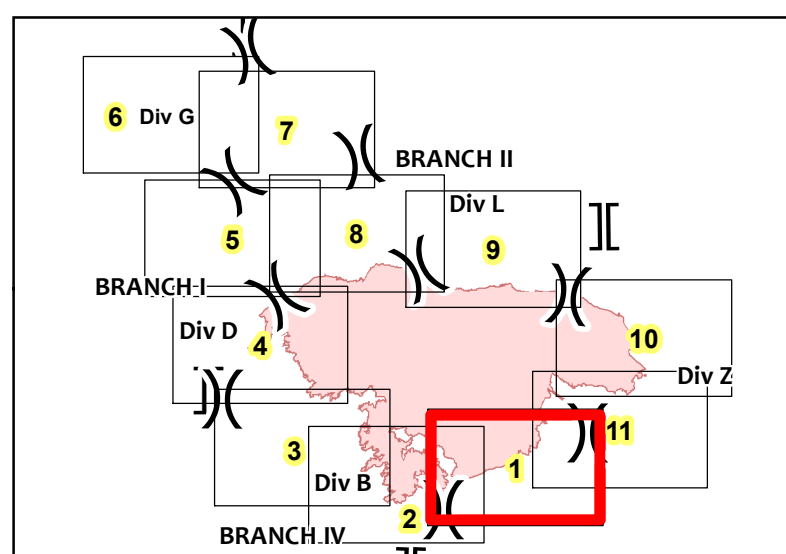 6
Div G
7
BRANCH II
Div L
5
8
9
BRANCH I
Div D
4
10
Div Z
11
3
1
Div B
2
BRANCH IV